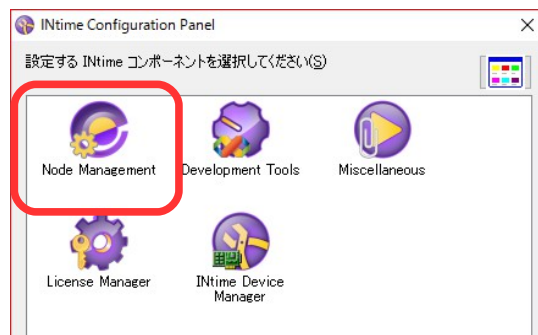 INtime Configuration Panel
設定する INtime コンポーネントを選択してください(S)
Node Management
Development Tools
Miscellaneous
License Manager
INtime Device
Manager